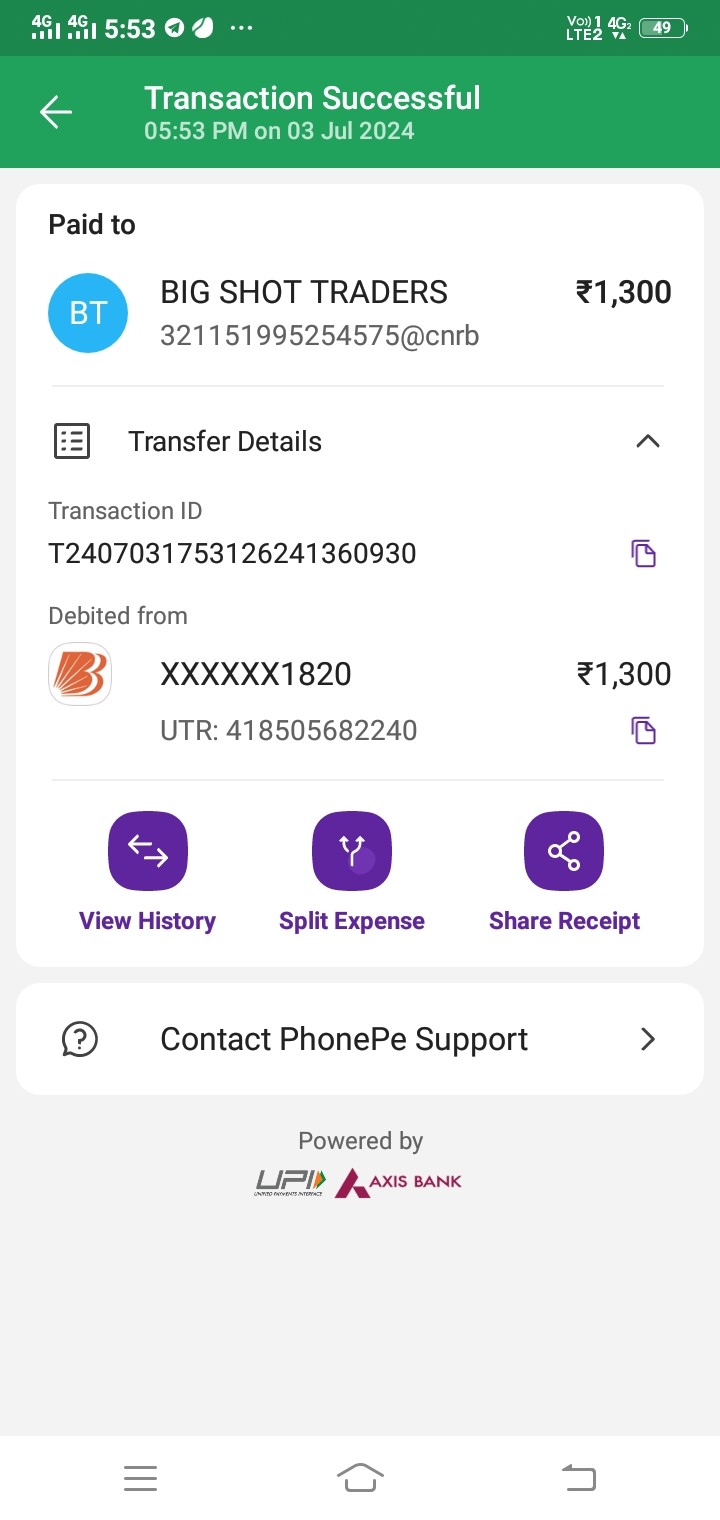 4G 4G 5:53 ... Vo)) 1 4G2 49
LTE2
Transaction Successful
05:53 PM on 03 Jul 2024
Paid to
BT BIG SHOT TRADERS ₹1,300
321151995254575@cnrb
Transfer Details
Transaction ID
T2407031753126241360930
Debited from
XXXXXX1820 ₹1,300
UTR: 418505682240
View History Split Expense Share Receipt
Contact PhonePe Support
Powered by
UPI AXIS BANK
UNIFIED PAYMENTS INTERFACE